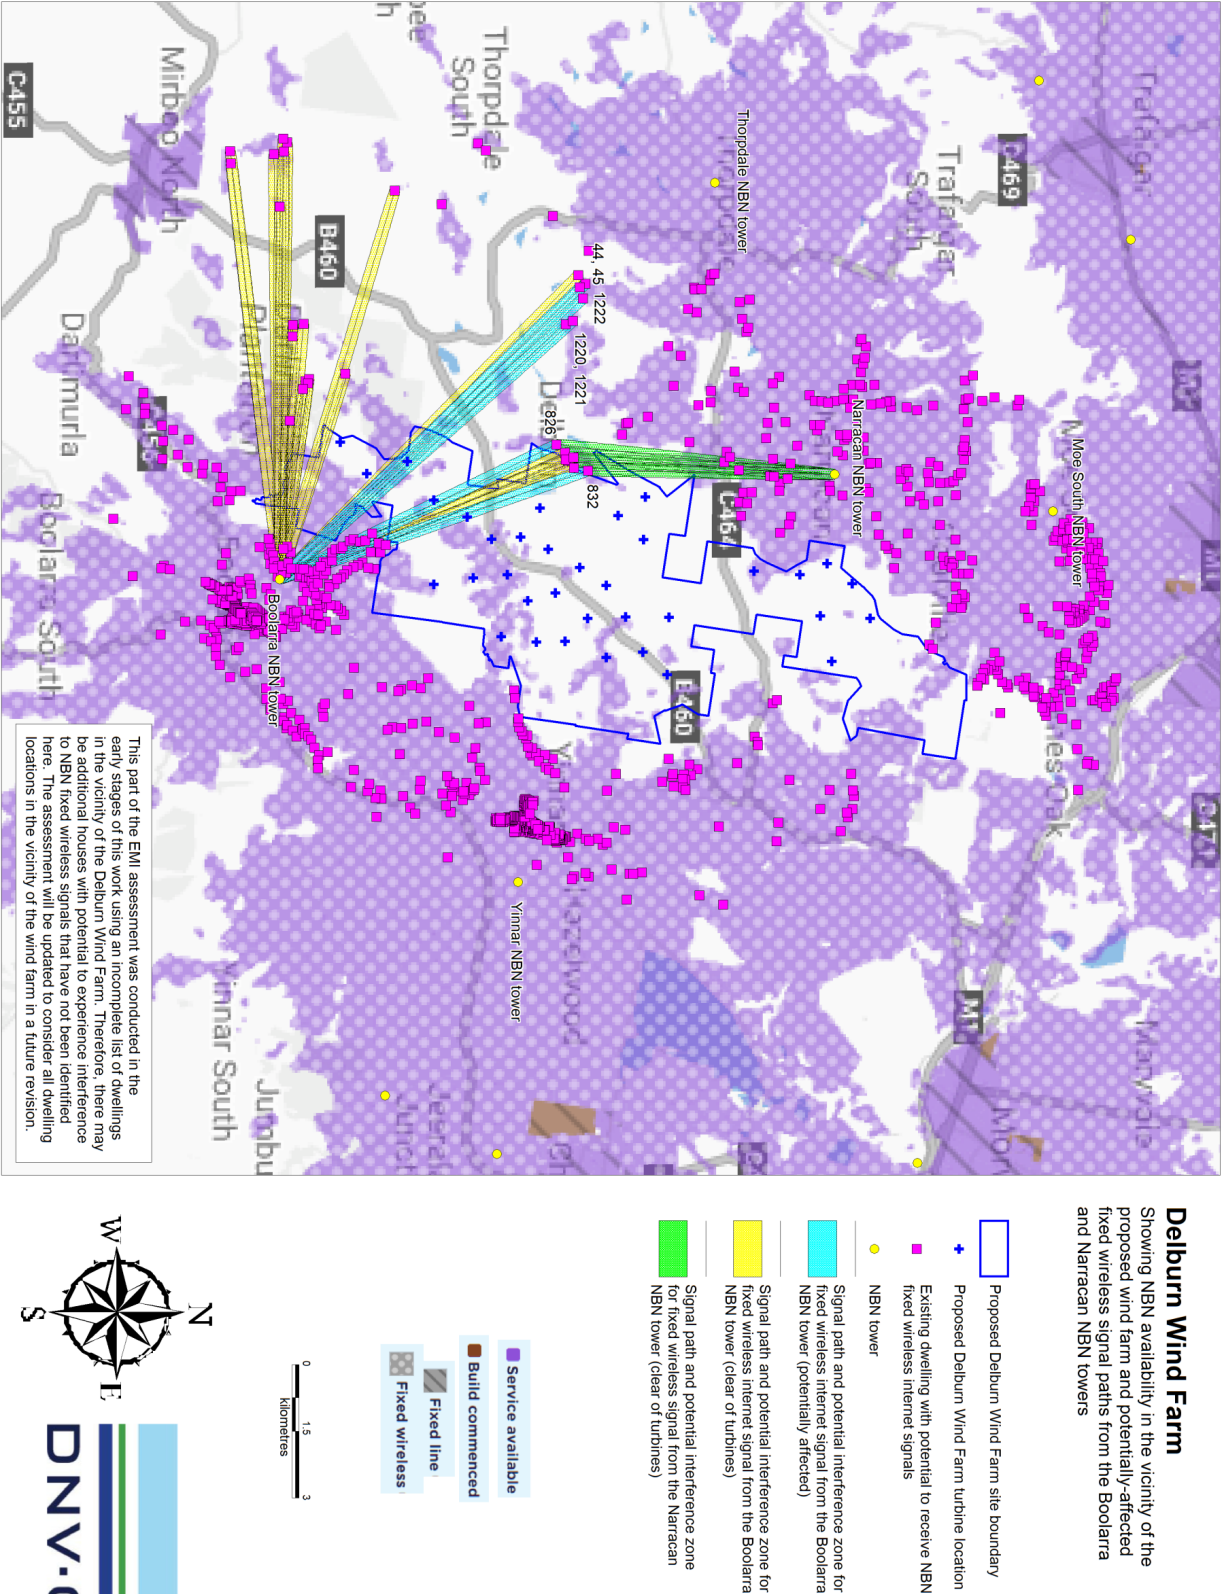 Delburn Wind Farm
Showing NBN availability in the vicinity of the
proposed wind farm and potentially-affected
fixed wireless signal paths from the Boolarra
and Narracan NBN towers
Proposed Delburn Wind Farm site boundary
Proposed Delburn Wind Farm turbine location
Existing dwelling with potential to receive NBN
fixed wireless internet signals
NBN tower
Signal path and potential interference zone for
fixed wireless internet signal from the Boolarra
NBN tower (potentially affected)
Signal path and potential interference zone for
fixed wireless internet signal from the Boolarra
NBN tower (clear of turbines)
Signal path and potential interference zone
for fixed wireless signal from the Narracan
NBN tower (clear of turbines)
Service available
Build commenced
Fixed line
Fixed wireless
0 1.5 3
kilometres
N
W
E
S
DNV·
Trafalgar
C469
Trafalgar
South
Thorpdale NBN tower
Thorpdale
South
Mirboo North
C455
B460
Darlimurla
44, 45, 1222
1220, 1221
826
832
Narracan NBN tower
Moe South NBN tower
C464
B460
Boolarra South
Boolarra NBN tower
Yinnar NBN tower
Hazelwood
Yinnar South
Maryvale
This part of the EMI assessment was conducted in the
early stages of this work using an incomplete list of dwellings
in the vicinity of the Delburn Wind Farm. Therefore, there may
be additional houses with potential to experience interference
to NBN fixed wireless signals that have not been identified
here. The assessment will be updated to consider all dwelling
locations in the vicinity of the wind farm in a future revision.